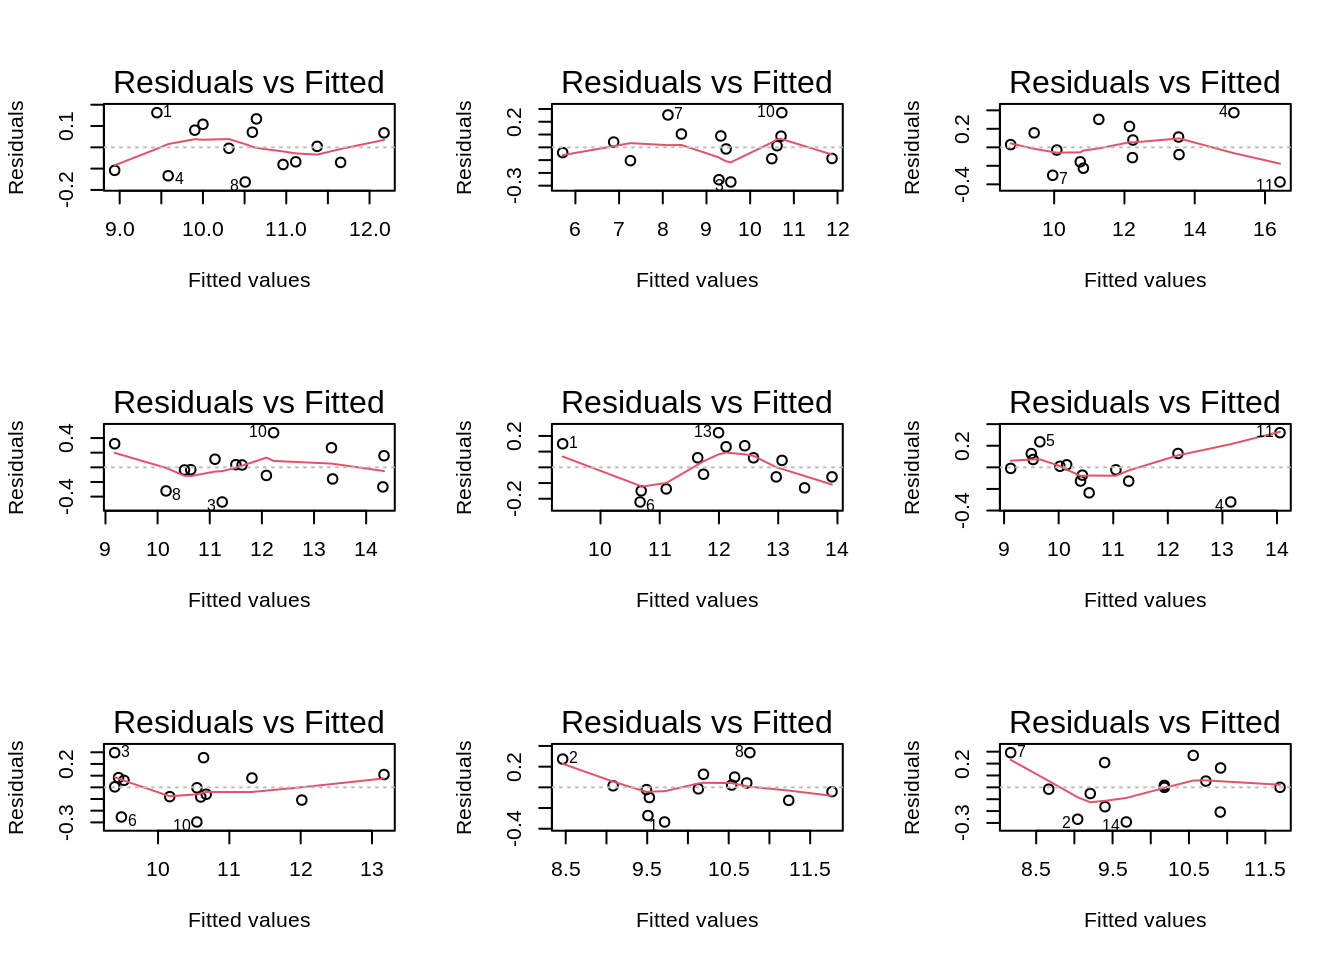 Residuals vs Fitted
Residuals
0.1
-0.2
1
4
8
9.0 10.0 11.0 12.0
Fitted values
Residuals vs Fitted
Residuals
0.2
-0.3
7
10
3
6 7 8 9 10 11 12
Fitted values
Residuals vs Fitted
Residuals
0.2
-0.4
4
7
11
10 12 14 16
Fitted values
Residuals vs Fitted
Residuals
0.4
-0.4
10
8
3
9 10 11 12 13 14
Fitted values
Residuals vs Fitted
Residuals
0.2
-0.2
1
13
6
10 11 12 13 14
Fitted values
Residuals vs Fitted
Residuals
0.2
-0.4
11
5
4
9 10 11 12 13 14
Fitted values
Residuals vs Fitted
Residuals
0.2
-0.3
3
6
10
10 11 12 13
Fitted values
Residuals vs Fitted
Residuals
0.2
-0.4
2
8
1
8.5 9.5 10.5 11.5
Fitted values
Residuals vs Fitted
Residuals
0.2
-0.3
7
2
14
8.5 9.5 10.5 11.5
Fitted values